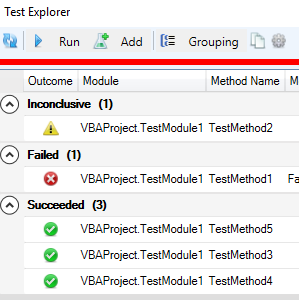 Test Explorer
Run Add Grouping
Outcome Module Method Name M
Inconclusive (1)
VBAProject.TestModule1 TestMethod2
Failed (1)
VBAProject.TestModule1 TestMethod1 Fa
Succeeded (3)
VBAProject.TestModule1 TestMethod5
VBAProject.TestModule1 TestMethod3
VBAProject.TestModule1 TestMethod4